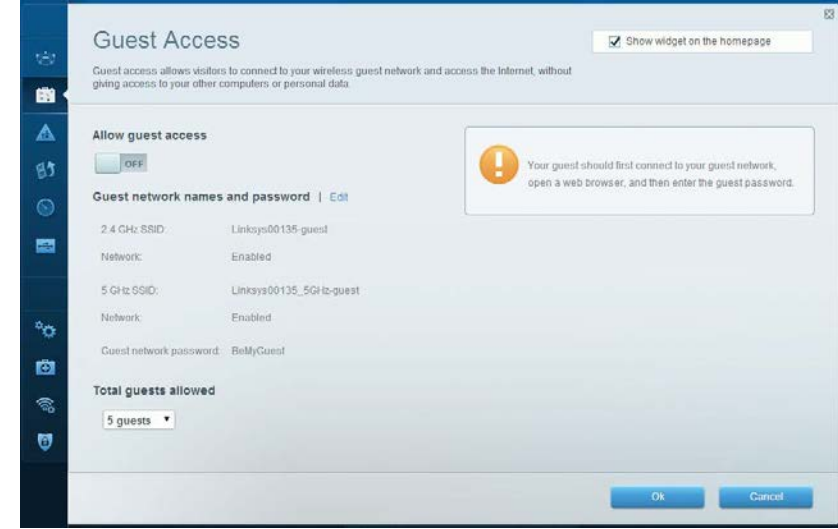 Guest Access
Show widget on the homepage
Guest access allows visitors to connect to your wireless guest network and access the Internet, without
giving access to your other computers or personal data.
Allow guest access
OFF
Your guest should first connect to your guest network,
open a web browser, and then enter the guest password.
Guest network names and password | Edit
2.4 GHz SSID: Linksys00135-guest
Network: Enabled
5 GHz SSID: Linksys00135_5GHz-guest
Network: Enabled
Guest network password: BeMyGuest
Total guests allowed
5 guests
Ok Cancel